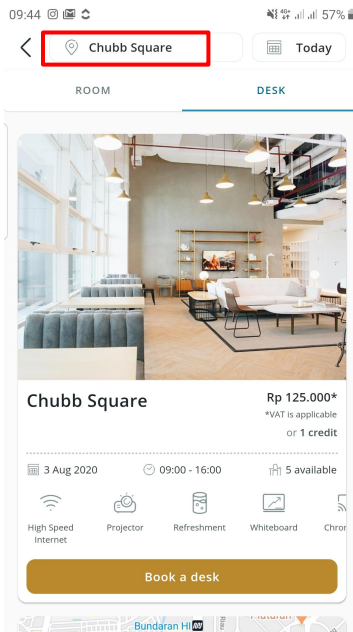 09:44
4G+
57%
Chubb Square
Today
ROOM
DESK
Chubb Square
Rp 125.000*
*VAT is applicable
or 1 credit
3 Aug 2020
09:00 - 16:00
5 available
High Speed
Internet
Projector
Refreshment
Whiteboard
Chror
Book a desk
Bundaran HI